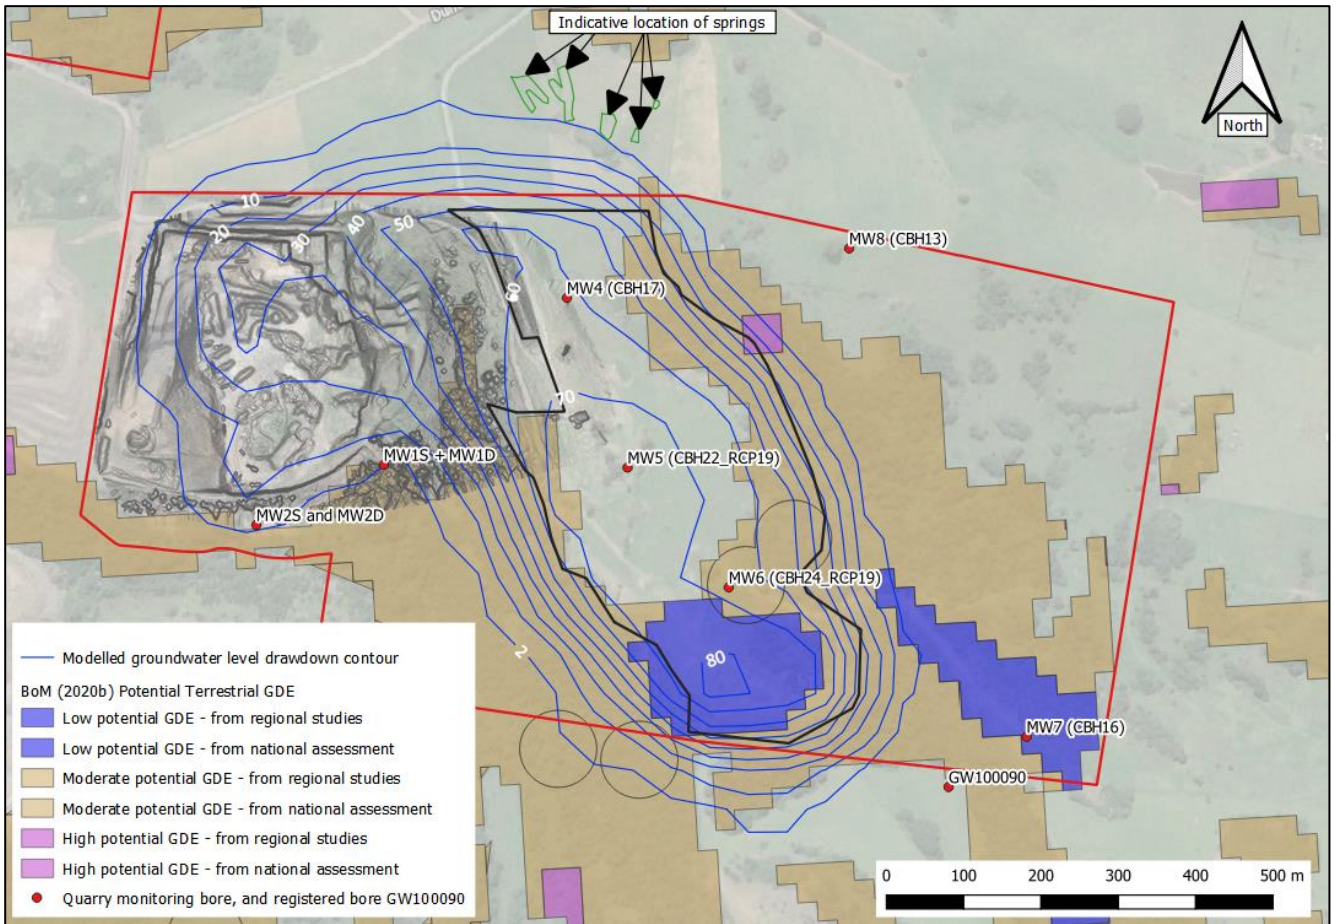 Indicative location of springs
North
10
20
30
40
50
60
70
80
2
MW8 (CBH13)
MW4 (CBH17)
MW1S + MW1D
MW5 (CBH22_RCP19)
MW2S and MW2D
MW6 (CBH24_RCP19)
MW7 (CBH16)
GW100090
Modelled groundwater level drawdown contour
BoM (2020b) Potential Terrestrial GDE
Low potential GDE - from regional studies
Low potential GDE - from national assessment
Moderate potential GDE - from regional studies
Moderate potential GDE - from national assessment
High potential GDE - from regional studies
High potential GDE - from national assessment
Quarry monitoring bore, and registered bore GW100090
0 100 200 300 400 500 m